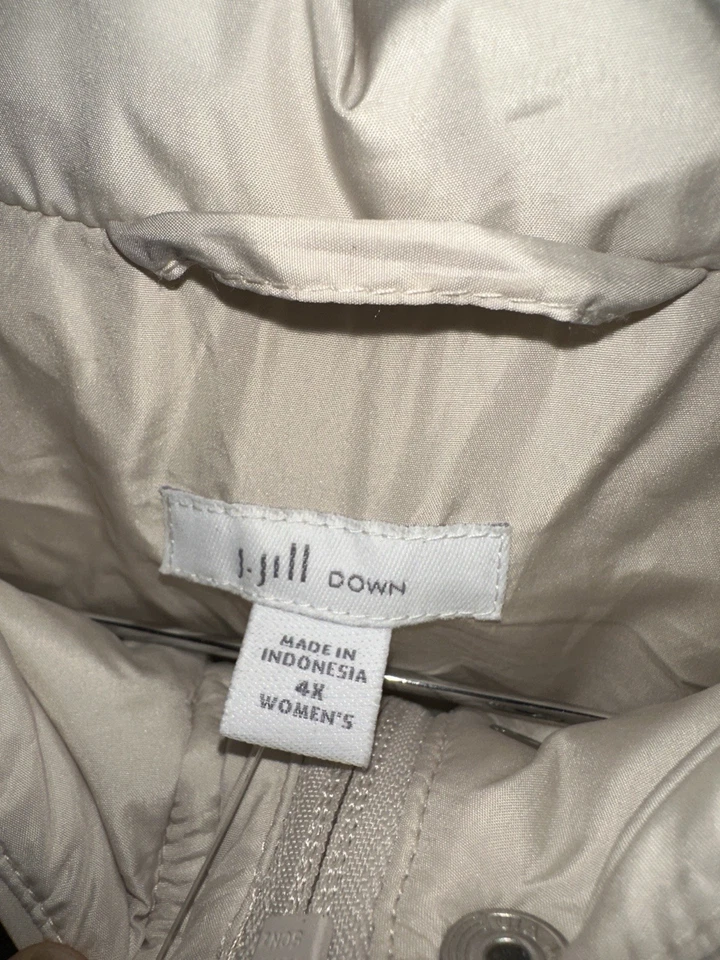 J.Jill DOWN
MADE IN
INDONESIA
4X
WOMEN'S